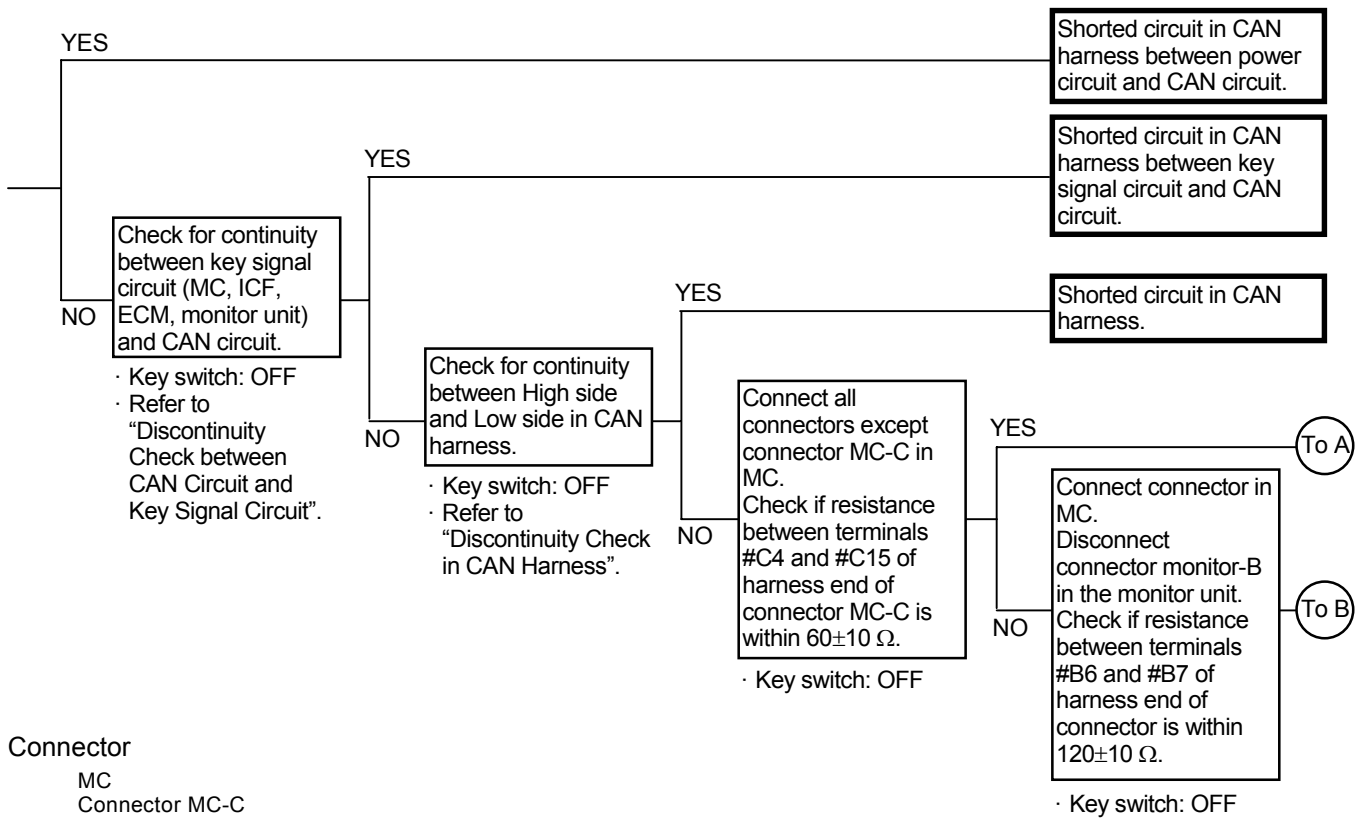 YES
Shorted circuit in CAN
harness between power
circuit and CAN circuit.
YES
Shorted circuit in CAN
harness between key
signal circuit and CAN
circuit.
NO
Check for continuity
between key signal
circuit (MC, ICF,
ECM, monitor unit)
and CAN circuit.
· Key switch: OFF
· Refer to
“Discontinuity
Check between
CAN Circuit and
Key Signal Circuit”.
YES
Shorted circuit in CAN
harness.
NO
Check for continuity
between High side
and Low side in CAN
harness.
· Key switch: OFF
· Refer to
“Discontinuity Check
in CAN Harness”.
NO
Connect all
connectors except
connector MC-C in
MC.
Check if resistance
between terminals
#C4 and #C15 of
harness end of
connector MC-C is
within 60±10 Ω.
· Key switch: OFF
YES
To A
NO
Connect connector in
MC.
Disconnect
connector monitor-B
in the monitor unit.
Check if resistance
between terminals
#B6 and #B7 of
harness end of
connector is within
120±10 Ω.
· Key switch: OFF
To B
Connector
MC
Connector MC-C